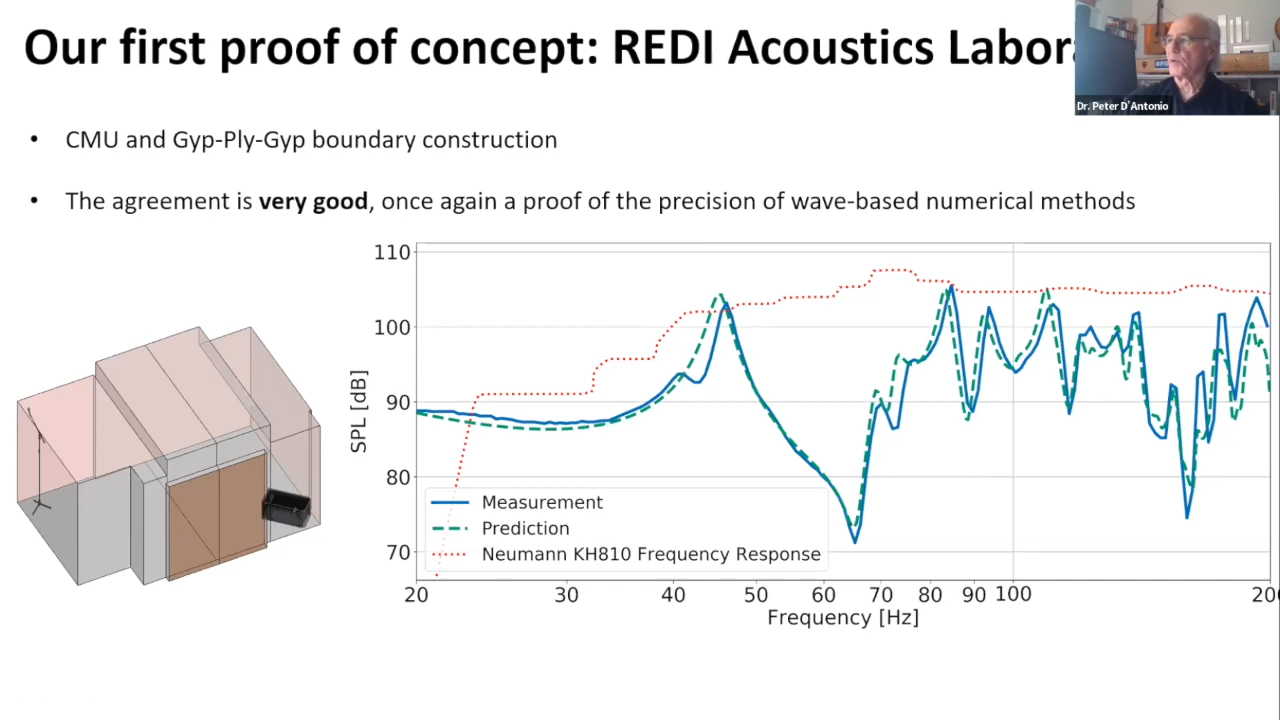 Our first proof of concept: REDI Acoustics Labora
Dr. Peter D'Antonio
• CMU and Gyp-Ply-Gyp boundary construction
• The agreement is very good, once again a proof of the precision of wave-based numerical methods
110
100
90
80
70
SPL [dB]
Measurement
Prediction
Neumann KH810 Frequency Response
20 30 40 50 60 70 80 90 100 200
Frequency [Hz]